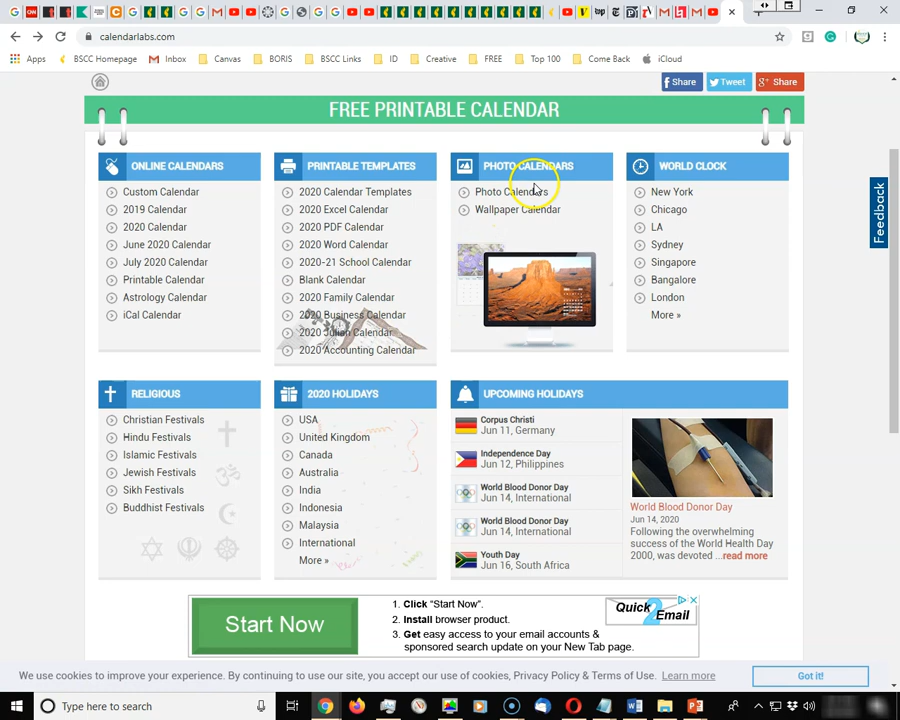 calendarlabs.com
Apps BSCC Homepage Inbox Canvas BORIS BSCC Links ID Creative FREE Top 100 Come Back iCloud
Share Tweet Share
FREE PRINTABLE CALENDAR
ONLINE CALENDARS
Custom Calendar
2019 Calendar
2020 Calendar
June 2020 Calendar
July 2020 Calendar
Printable Calendar
Astrology Calendar
iCal Calendar
PRINTABLE TEMPLATES
2020 Calendar Templates
2020 Excel Calendar
2020 PDF Calendar
2020 Word Calendar
2020-21 School Calendar
Blank Calendar
2020 Family Calendar
2020 Business Calendar
2020 Julian Calendar
2020 Accounting Calendar
PHOTO CALENDARS
Photo Calendars
Wallpaper Calendar
WORLD CLOCK
New York
Chicago
LA
Sydney
Singapore
Bangalore
London
More »
Feedback
RELIGIOUS
Christian Festivals
Hindu Festivals
Islamic Festivals
Jewish Festivals
Sikh Festivals
Buddhist Festivals
2020 HOLIDAYS
USA
United Kingdom
Canada
Australia
India
Indonesia
Malaysia
International
More »
UPCOMING HOLIDAYS
Corpus Christi
Jun 11, Germany
Independence Day
Jun 12, Philippines
World Blood Donor Day
Jun 14, International
World Blood Donor Day
Jun 14, International
Youth Day
Jun 16, South Africa
World Blood Donor Day
Jun 14, 2020
Following the overwhelming
success of the World Health Day
2000, was devoted ...read more
Start Now
1. Click “Start Now”.
2. Install browser product.
3. Get easy access to your email accounts &
sponsored search update on your New Tab page.
Quick
2Email
We use cookies to improve your experience. By continuing to use our site, you accept our use of cookies, Privacy Policy & Terms of Use. Learn more
Got it!
Type here to search